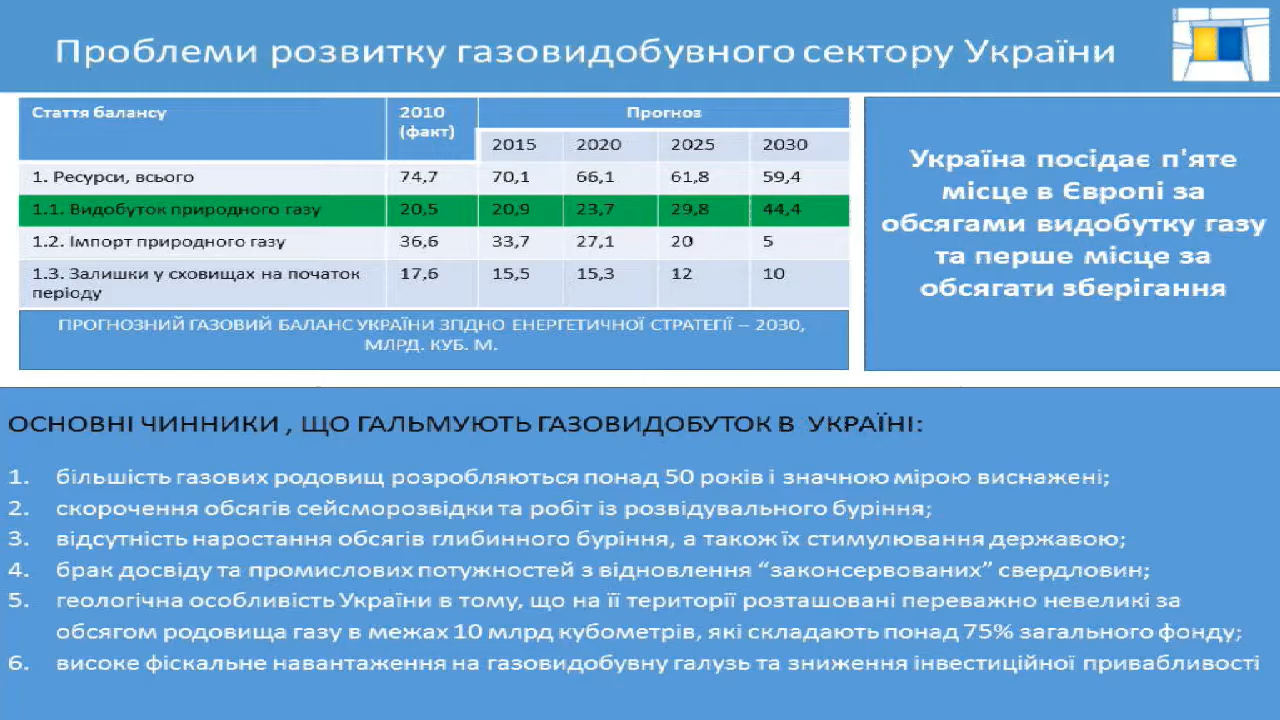 Проблеми розвитку газовидобувного сектору України
Стаття балансу 2010 (факт) Прогноз
2015 2020 2025 2030
1. Ресурси, всього 74,7 70,1 66,1 61,8 59,4
1.1. Видобуток природного газу 20,5 20,9 23,7 29,8 44,4
1.2. Імпорт природного газу 36,6 33,7 27,1 20 5
1.3. Залишки у сховищах на початок 17,6 15,5 15,3 12 10
періоду
ПРОГНОЗНИЙ ГАЗОВИЙ БАЛАНС УКРАЇНИ ЗГІДНО ЕНЕРГЕТИЧНОЇ СТРАТЕГІЇ – 2030,
МЛРД. КУБ. М.
Україна посідає п'яте
місце в Європі за
обсягами видобутку газу
та перше місце за
обсягати зберігання
ОСНОВНІ ЧИННИКИ , ЩО ГАЛЬМУЮТЬ ГАЗОВИДОБУТОК В УКРАЇНІ:
1. більшість газових родовищ розробляються понад 50 років і значною мірою виснажені;
2. скорочення обсягів сейсморозвідки та робіт із розвідувального буріння;
3. відсутність наростання обсягів глибинного буріння, а також їх стимулювання державою;
4. брак досвіду та промислових потужностей з відновлення “законсервованих” свердловин;
5. геологічна особливість України в тому, що на її території розташовані переважно невеликі за
обсягом родовища газу в межах 10 млрд кубометрів, які складають понад 75% загального фонду;
6. високе фіскальне навантаження на газовидобувну галузь та зниження інвестиційної привабливості